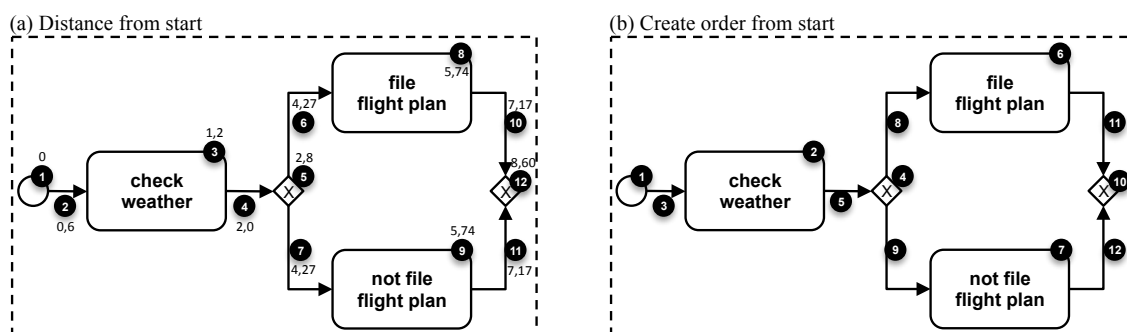 (a) Distance from start
(b) Create order from start
8
5,74
file
flight plan
4,27
6
7,17
10
1,2
3
0
1
check
weather
2
0,6
4
2,0
2,8
5
X
8,60
12
X
7
4,27
5,74
9
not file
flight plan
11
7,17
6
file
flight plan
8
11
2
1
check
weather
3
5
4
X
10
X
9
7
not file
flight plan
12